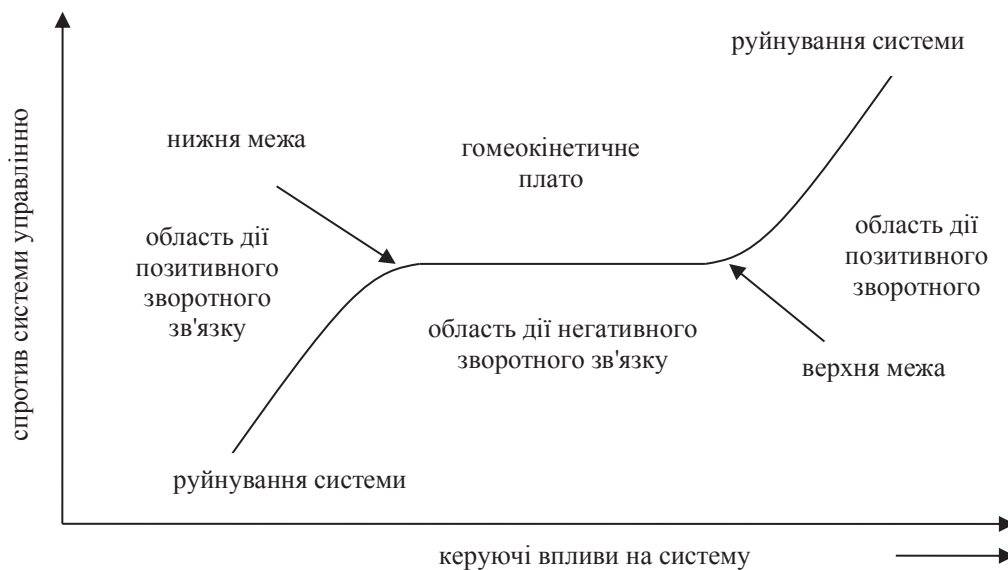 руйнування системи
нижня межа
гомеокінетичне
плато
спротив системи управлінню
область дії
позитивного
зворотного
зв'язку
область дії
позитивного
зворотного
область дії негативного
зворотного зв'язку
верхня межа
руйнування системи
керуючі впливи на систему